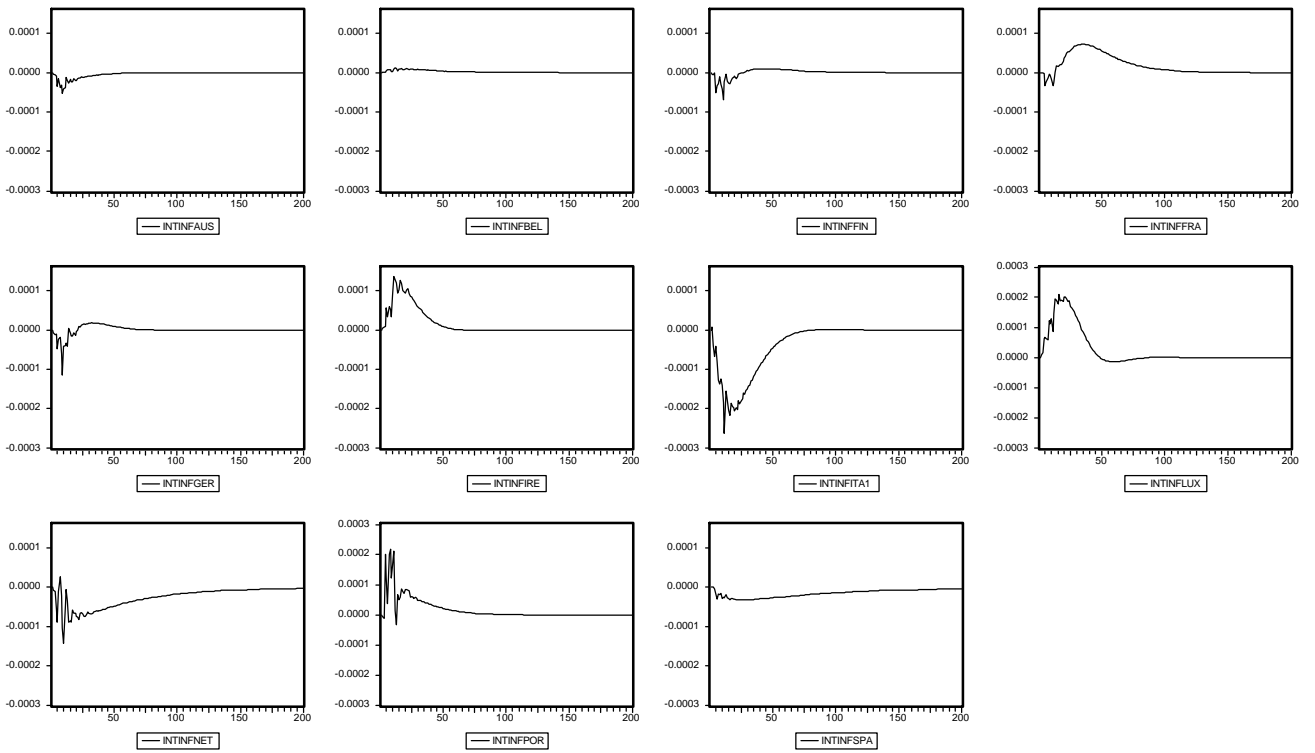 0.0001 0.0001 0.0001 0.0001
0.0000 0.0000 0.0000 0.0000
-0.0001 -0.0001 -0.0001 -0.0001
-0.0002 -0.0002 -0.0002 -0.0002
-0.0003 -0.0003 -0.0003 -0.0003
50 100 150 200 50 100 150 200 50 100 150 200 50 100 150 200
INTINFAUS INTINFBEL INTINFFIN INTINFFRA
0.0003
0.0001 0.0001 0.0001 0.0002
0.0000 0.0000 0.0000 0.0001
-0.0001 -0.0001 -0.0001 0.0000
-0.0001
-0.0002 -0.0002 -0.0002 -0.0002
-0.0003 -0.0003 -0.0003 -0.0003
50 100 150 200 50 100 150 200 50 100 150 200 50 100 150 200
INTINFGER INTINFIRE INTINFITA1 INTINFLUX
0.0003
0.0001 0.0002 0.0001
0.0000 0.0001 0.0000
-0.0001 0.0000 -0.0001
-0.0001
-0.0002 -0.0002 -0.0002
-0.0003 -0.0003 -0.0003
50 100 150 200 50 100 150 200 50 100 150 200
INTINFNET INTINFPOR INTINFSPA